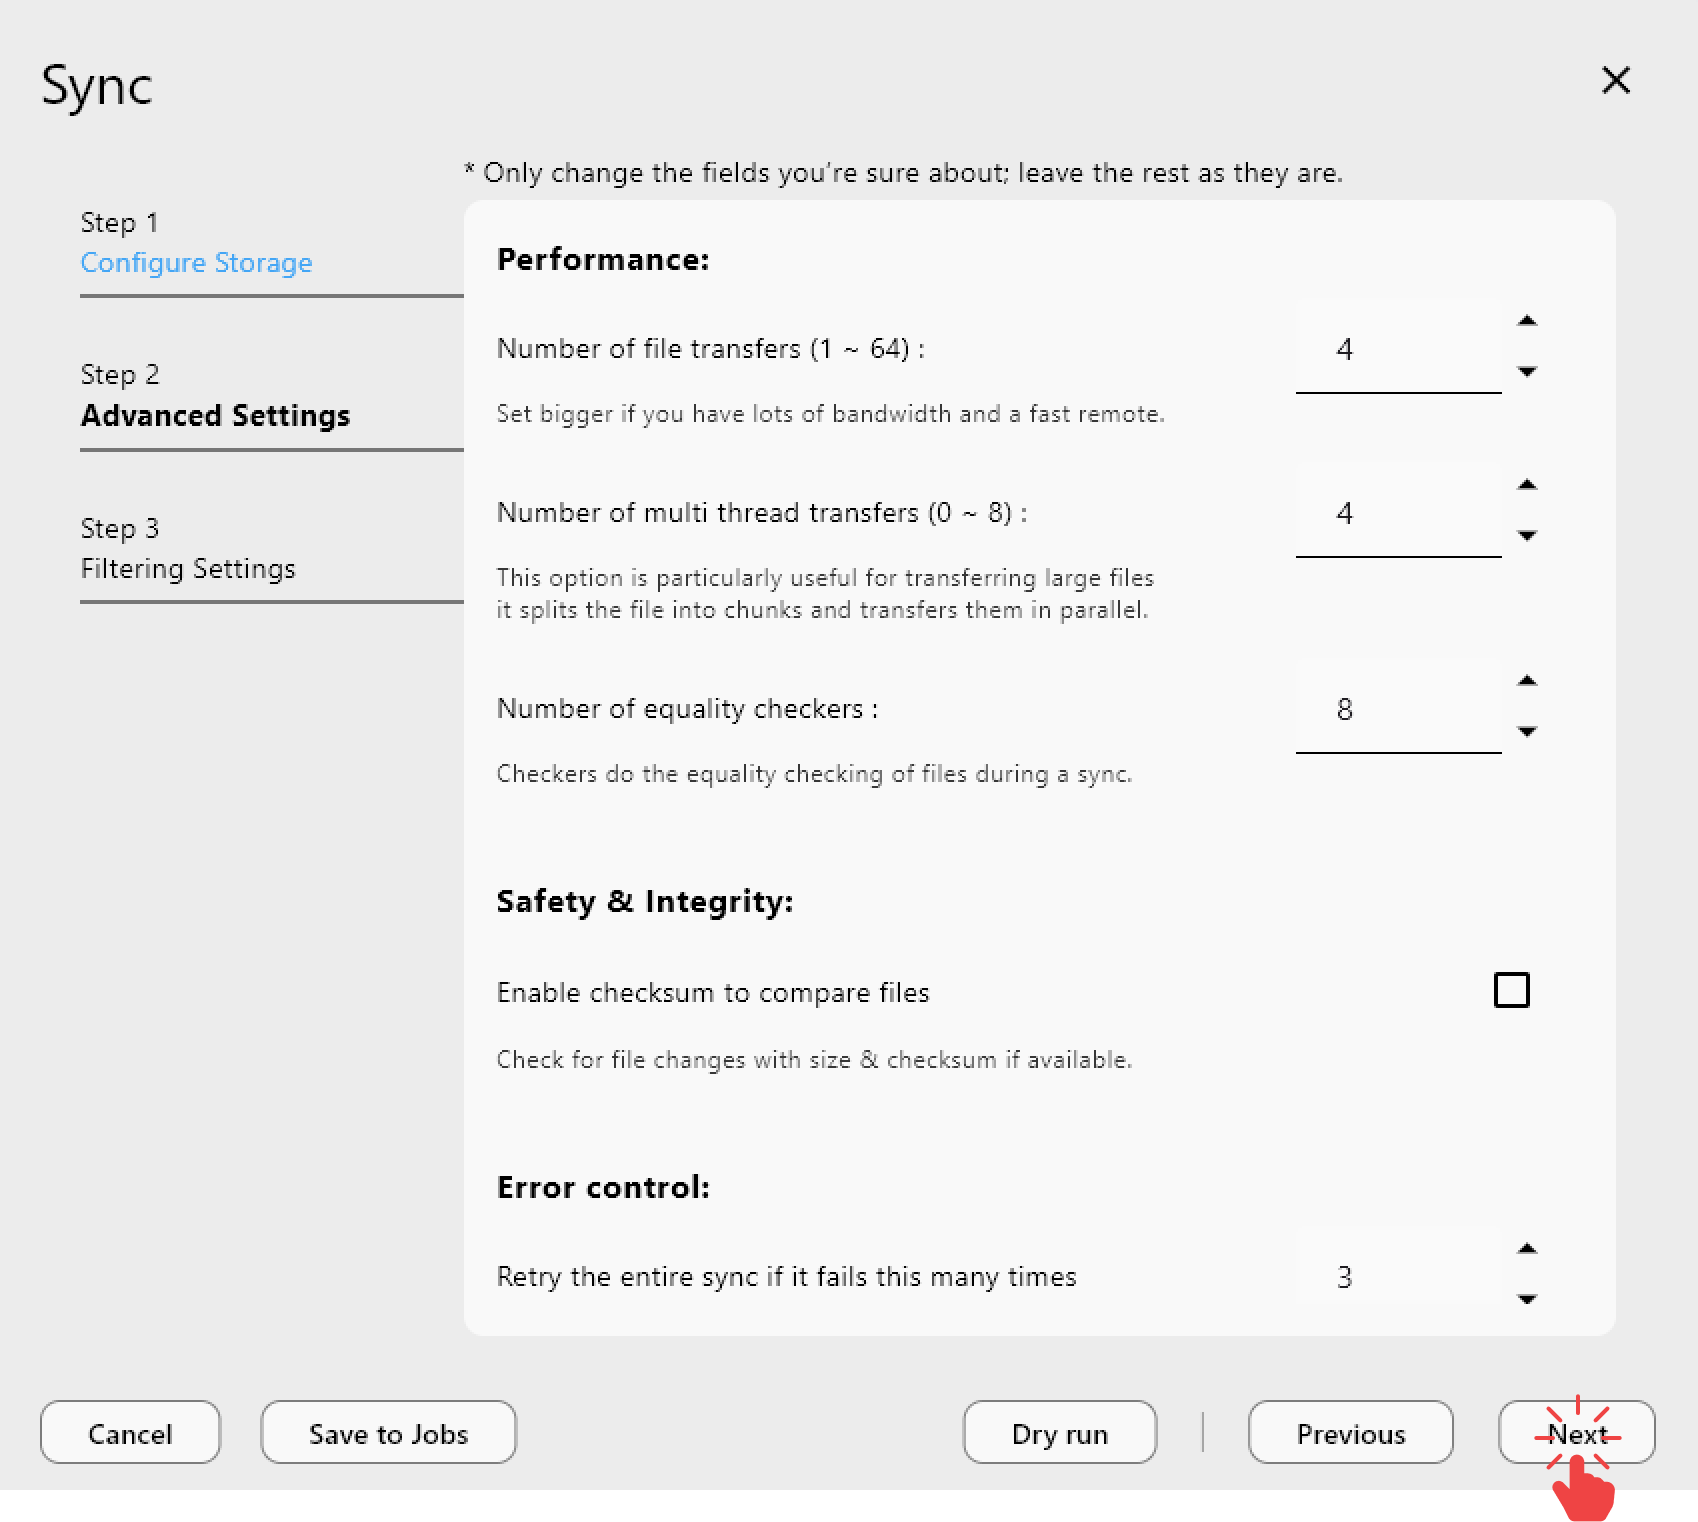 Sync
* Only change the fields you're sure about; leave the rest as they are.
Step 1
Configure Storage
Step 2
Advanced Settings
Step 3
Filtering Settings
Performance:
Number of file transfers (1 ~ 64) :
4
Set bigger if you have lots of bandwidth and a fast remote.
Number of multi thread transfers (0 ~ 8) :
4
This option is particularly useful for transferring large files
it splits the file into chunks and transfers them in parallel.
Number of equality checkers :
8
Checkers do the equality checking of files during a sync.
Safety & Integrity:
Enable checksum to compare files
Check for file changes with size & checksum if available.
Error control:
Retry the entire sync if it fails this many times
3
Cancel
Save to Jobs
Dry run
Previous
Next